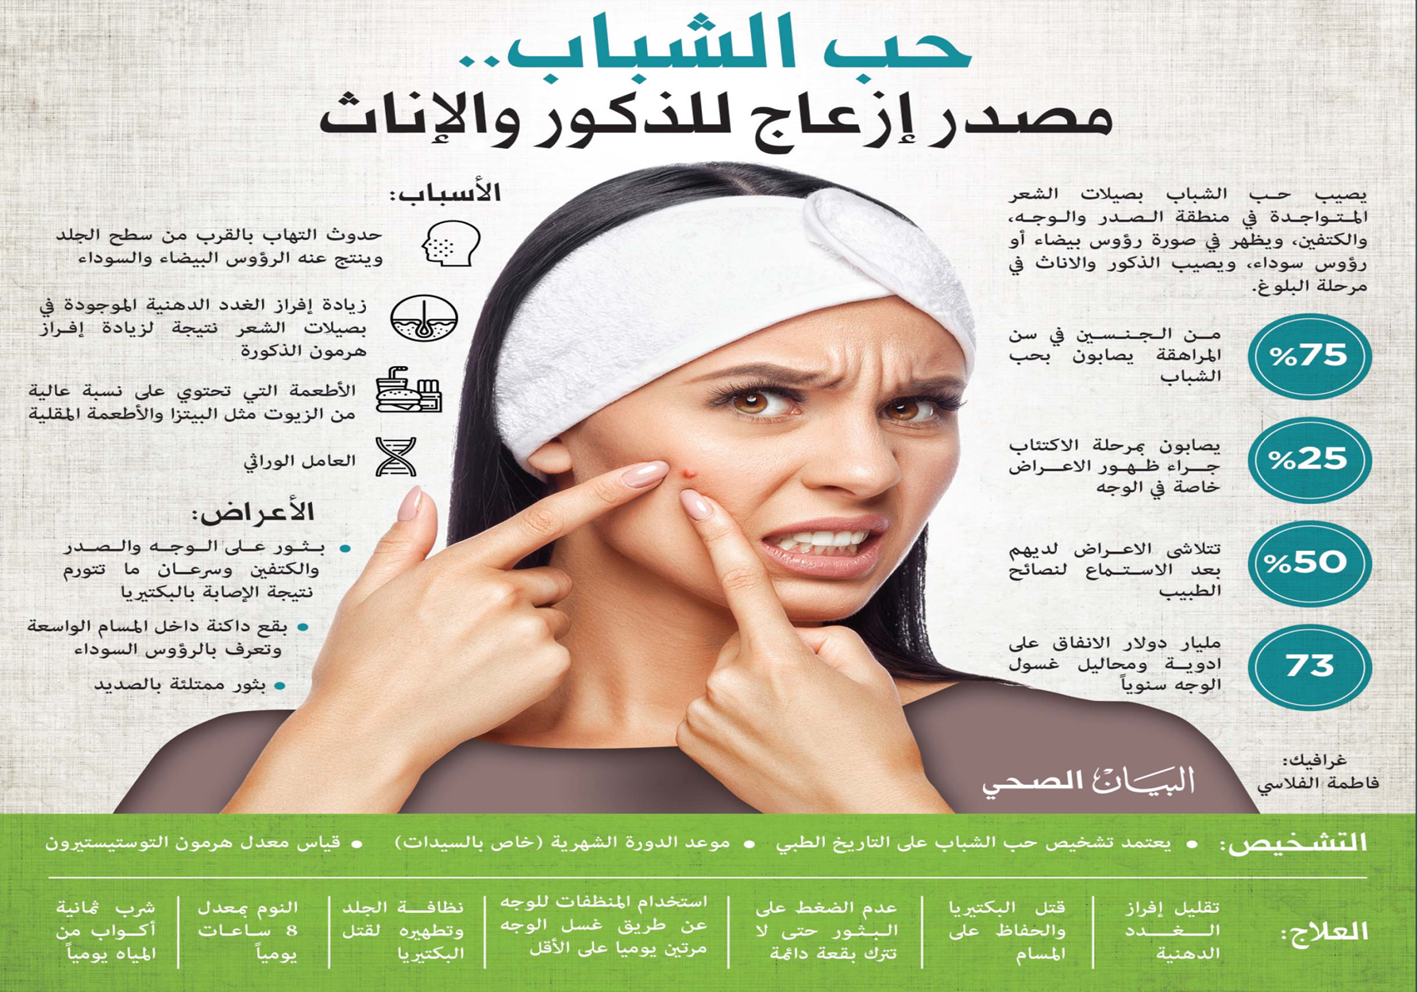 حب الشباب..
مصدر إزعاج للذكور والإناث
يصيب حب الشباب بصيلات الشعر
المتواجدة في منطقة الصدر والوجه،
والكتفين، ويظهر في صورة رؤوس بيضاء أو
رؤوس سوداء، ويصيب الذكور والاناث في
مرحلة البلوغ.
%75
من الجنسين في سن
المراهقة يصابون بحب
الشباب
%25
يصابون بمرحلة الاكتئاب
جراء ظهور الاعراض
خاصة في الوجه
%50
تتلاشى الاعراض لديهم
بعد الاستماع لنصائح
الطبيب
73
مليار دولار الانفاق على
ادوية ومحاليل غسول
الوجه سنوياً
غرافيك:
فاطمة الفلاسي
البيان الصحي
الأسباب:
حدوث التهاب بالقرب من سطح الجلد
وينتج عنه الرؤوس البيضاء والسوداء
زيادة إفراز الغدد الدهنية الموجودة في
بصيلات الشعر نتيجة لزيادة إفراز
هرمون الذكورة
الأطعمة التي تحتوي على نسبة عالية
من الزيوت مثل البيتزا والأطعمة المقلية
العامل الوراثي
الأعراض:
• بثور على الوجه والصدر
والكتفين وسرعان ما تتورم
نتيجة الإصابة بالبكتيريا
• بقع داكنة داخل المسام الواسعة
وتعرف بالرؤوس السوداء
• بثور ممتلئة بالصديد
التشخيص: • يعتمد تشخيص حب الشباب على التاريخ الطبي • موعد الدورة الشهرية (خاص بالسيدات) • قياس معدل هرمون التوستيستيرون
العلاج:
تقليل إفراز
الغدد
الدهنية
قتل البكتيريا
والحفاظ على
المسام
عدم الضغط على
البثور حتى لا
تترك بقعة دائمة
استخدام المنظفات للوجه
عن طريق غسل الوجه
مرتين يوميا على الأقل
نظافة الجلد
وتطهيره لقتل
البكتيريا
النوم بمعدل
8 ساعات
يومياً
شرب ثمانية
أكواب من
المياه يومياً